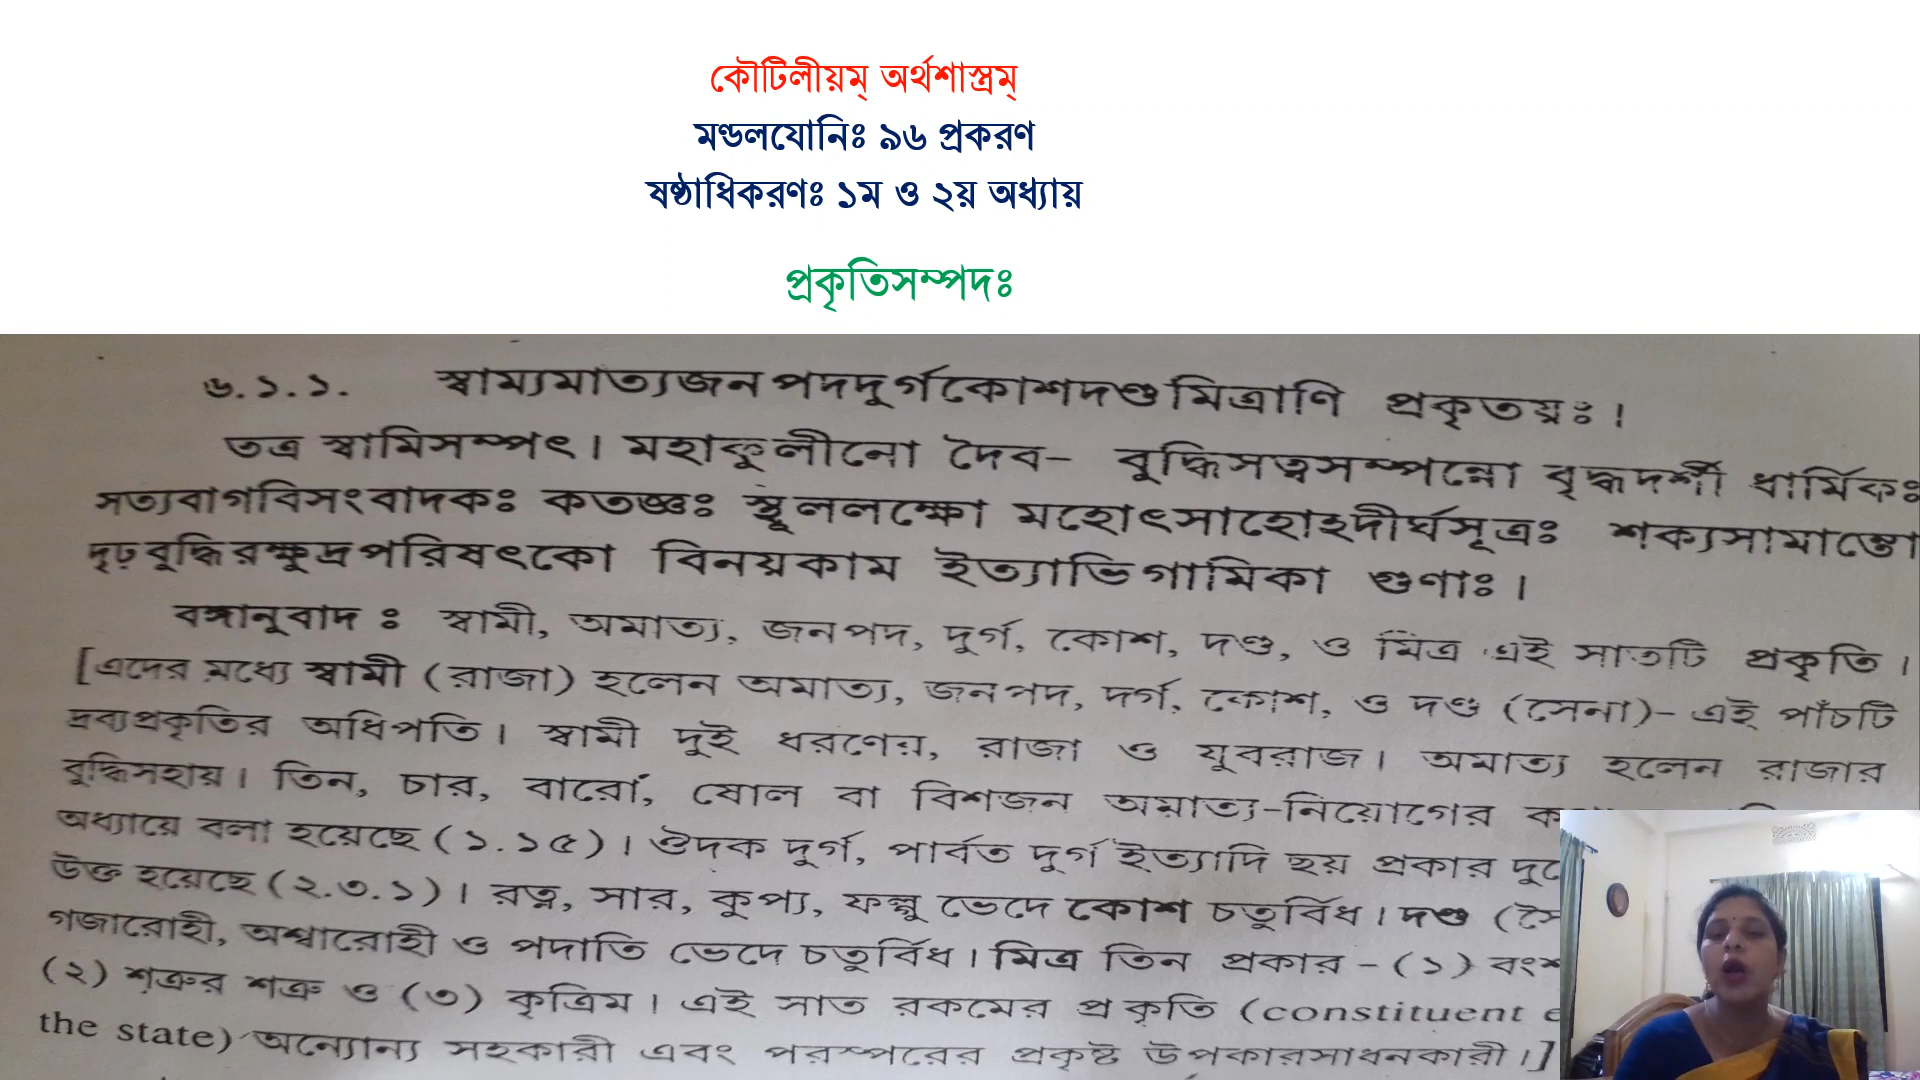 কৌটিলীয়ম্ অর্থশাস্ত্রম্
মণ্ডলযোনিঃ ৯৬ প্রকরণ
ষষ্ঠাধিকরণঃ ১ম ও ২য় অধ্যায়
প্রকৃতিসম্পদঃ
৬.১.১. স্বাম্যমাত্যজনপদদুর্গকোশদণ্ডমিত্রাণি প্রকৃতয়ঃ।
তত্র স্বামিসম্পৎ। মহাকুলীনো দৈব- বুদ্ধিসত্বসম্পন্নো বৃদ্ধদর্শী ধার্মিকঃ
সত্যবাগবিসংবাদকঃ কতজ্ঞঃ স্থূললক্ষো মহোৎসাহোহদীর্ঘসূত্রঃ শক্যসামান্তো
দৃঢ়বুদ্ধিরক্ষুদ্রপরিষৎকো বিনয়কাম ইত্যাভিগামিকা গুণাঃ।
বঙ্গানুবাদ ঃ স্বামী, অমাত্য, জনপদ, দুর্গ, কোশ, দণ্ড, ও মিত্র এই সাতটি প্রকৃতি।
[এদের মধ্যে স্বামী (রাজা) হলেন অমাত্য, জনপদ, দর্গ, কোশ, ও দণ্ড (সেনা)- এই পাঁচটি
দ্রব্যপ্রকৃতির অধিপতি। স্বামী দুই ধরণের, রাজা ও যুবরাজ। অমাত্য হলেন রাজার
বুদ্ধিসহায়। তিন, চার, বারো, ষোল বা বিশজন অমাত্য-নিয়োগের
অধ্যায়ে বলা হয়েছে (১.১৫)। ঔদক দুর্গ, পার্বত দুর্গ ইত্যাদি ছয় প্রকার
উক্ত হয়েছে (২.৩.১)। রত্ন, সার, কুপ্য, ফল্গু ভেদে কোশ চতুর্বিধ। দণ্ড
গজারোহী, অশ্বারোহী ও পদাতি ভেদে চতুর্বিধ। মিত্র তিন প্রকার - (১)
(২) শত্রুর শত্রু ও (৩) কৃত্রিম। এই সাত রকমের প্রকৃতি (constituent
the state) অন্যোন্য সহকারী এবং পরস্পরের প্রকৃষ্ট উপকারসাধনকারী।]